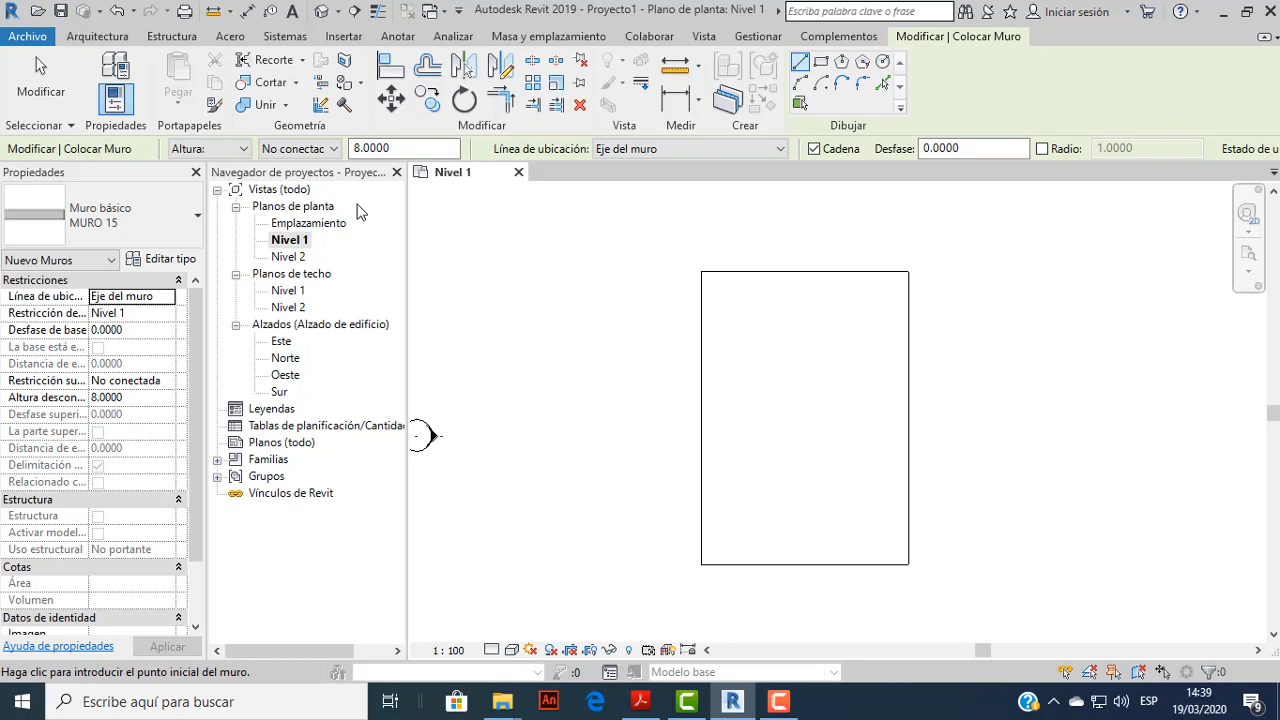 Autodesk Revit 2019 - Proyecto1 - Plano de planta: Nivel 1
Escriba palabra clave o frase
Iniciar sesión
Archivo
Arquitectura
Estructura
Acero
Sistemas
Insertar
Anotar
Analizar
Masa y emplazamiento
Colaborar
Vista
Gestionar
Complementos
Modificar | Colocar Muro
Modificar
Pegar
Recorte
Cortar
Unir
Seleccionar
Propiedades
Portapapeles
Geometría
Modificar
Vista
Medir
Crear
Dibujar
Modificar | Colocar Muro
Altura:
No conectac
8.0000
Línea de ubicación:
Eje del muro
Cadena
Desfase:
0.0000
Radio:
1.0000
Estado de u
Propiedades
Muro básico
MURO 15
Nuevo Muros
Editar tipo
Restricciones
Línea de ubic...
Eje del muro
Restricción de...
Nivel 1
Desfase de base
0.0000
La base está e...
Distancia de e...
0.0000
Restricción su...
No conectada
Altura descon...
8.0000
Desfase superi...
0.0000
La parte super...
Distancia de e...
0.0000
Delimitación ...
Relacionado c...
Estructura
Estructura
Activar model...
Uso estructural
No portante
Cotas
Área
Volumen
Datos de identidad
Imagen
Ayuda de propiedades
Aplicar
Navegador de proyectos - Proyec...
Vistas (todo)
Planos de planta
Emplazamiento
Nivel 1
Nivel 2
Planos de techo
Nivel 1
Nivel 2
Alzados (Alzado de edificio)
Este
Norte
Oeste
Sur
Leyendas
Tablas de planificación/Cantidad
Planos (todo)
Familias
Grupos
Vínculos de Revit
Nivel 1
1 : 100
Haga clic para introducir el punto inicial del muro.
:0
Modelo base
:0
Escribe aquí para buscar
An
R
C
C
ESP
14:39
19/03/2020
9